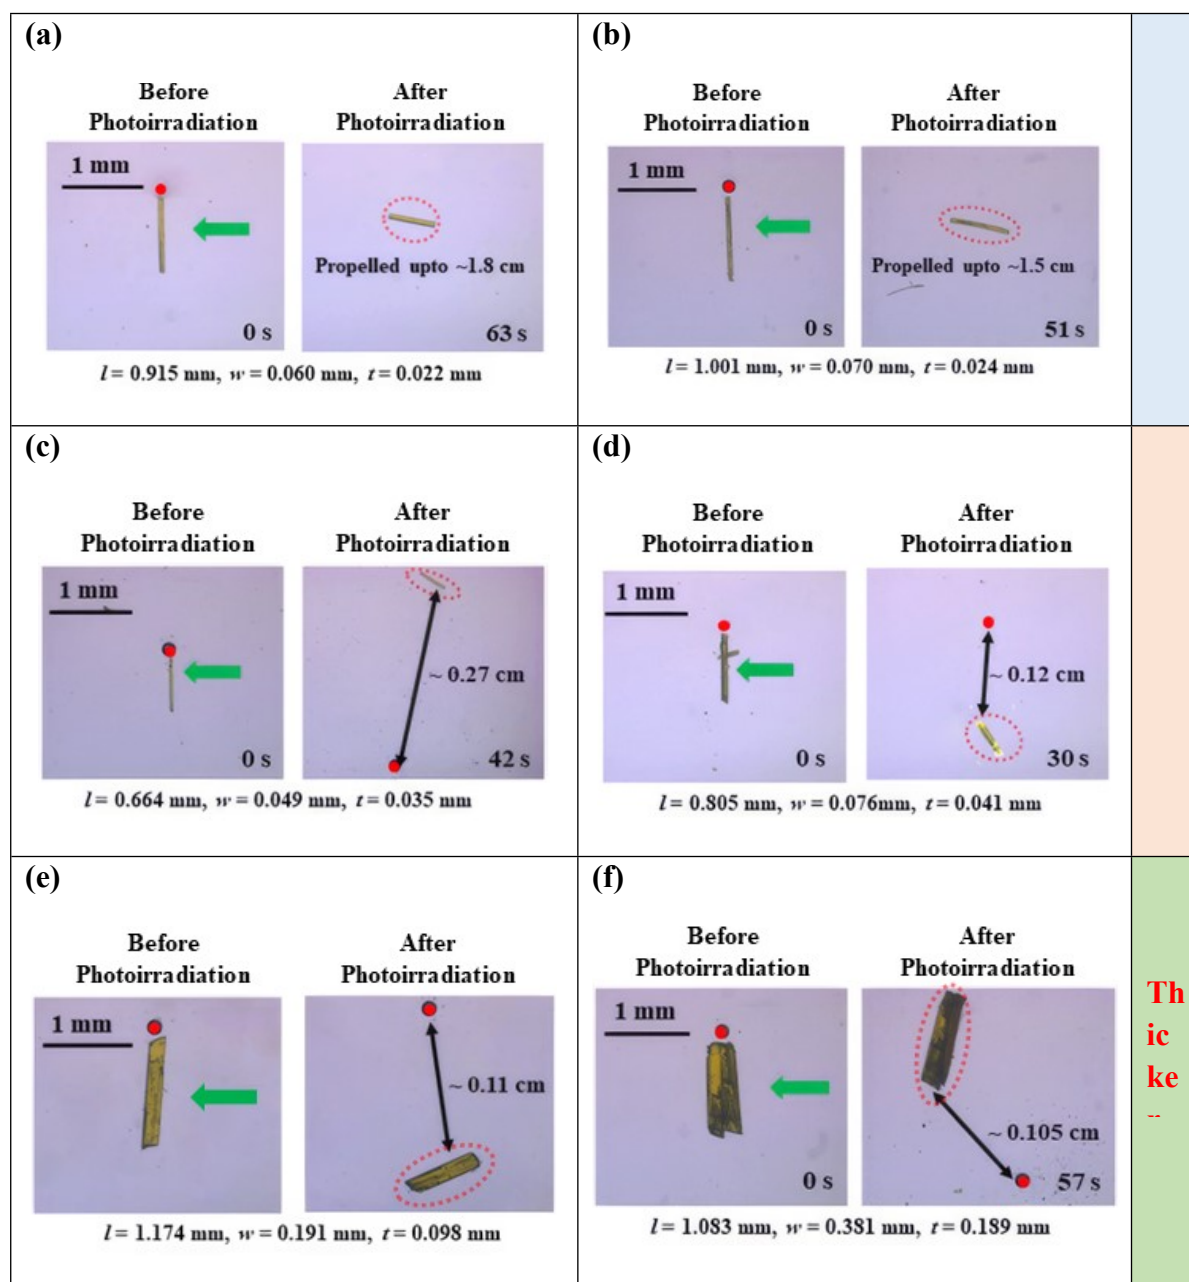 (a)
Before
Photoirradiation
After
Photoirradiation
1 mm
0 s
Propelled upto ~1.8 cm
63 s
l = 0.915 mm, w = 0.060 mm, t = 0.022 mm
(b)
Before
Photoirradiation
After
Photoirradiation
1 mm
0 s
Propelled upto ~1.5 cm
51 s
l = 1.001 mm, w = 0.070 mm, t = 0.024 mm
(c)
Before
Photoirradiation
After
Photoirradiation
1 mm
0 s
~ 0.27 cm
42 s
l = 0.664 mm, w = 0.049 mm, t = 0.035 mm
(d)
Before
Photoirradiation
After
Photoirradiation
1 mm
0 s
~ 0.12 cm
30 s
l = 0.805 mm, w = 0.076mm, t = 0.041 mm
(e)
Before
Photoirradiation
After
Photoirradiation
1 mm
~ 0.11 cm
l = 1.174 mm, w = 0.191 mm, t = 0.098 mm
(f)
Before
Photoirradiation
After
Photoirradiation
1 mm
0 s
~ 0.105 cm
57 s
l = 1.083 mm, w = 0.381 mm, t = 0.189 mm
Th
ic
ke